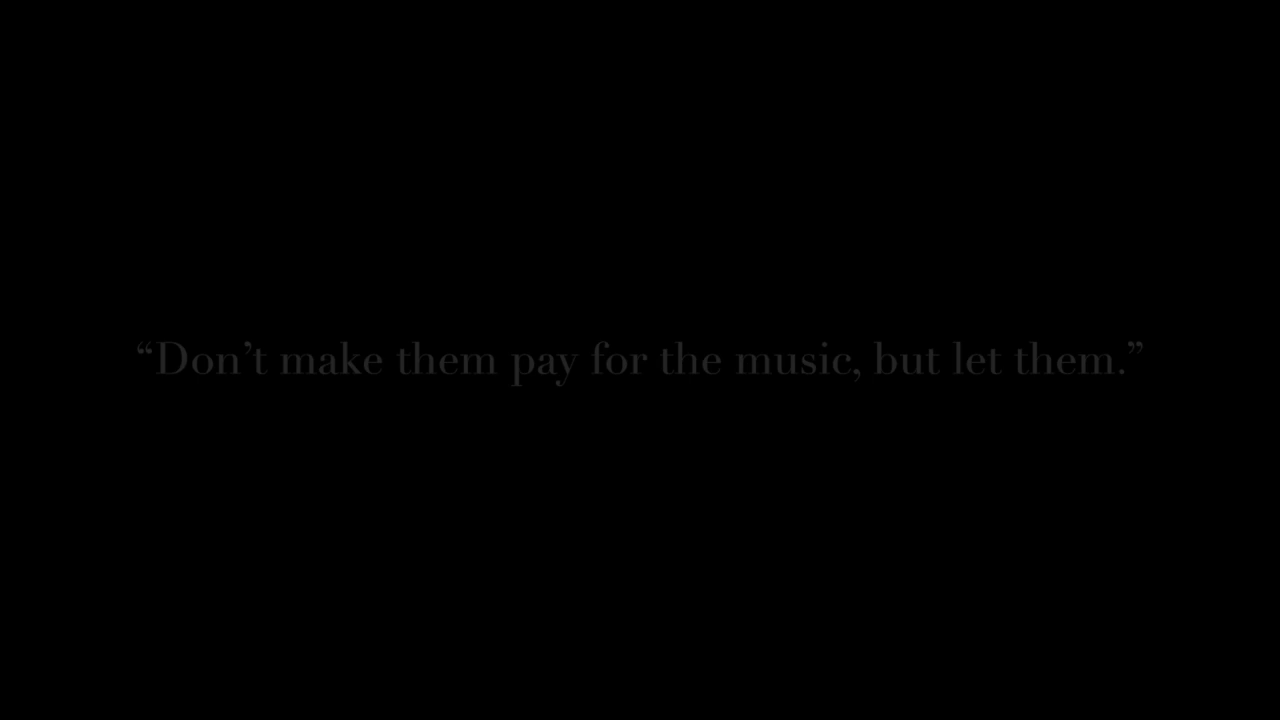 “Don’t make them pay for the music, but let them.”